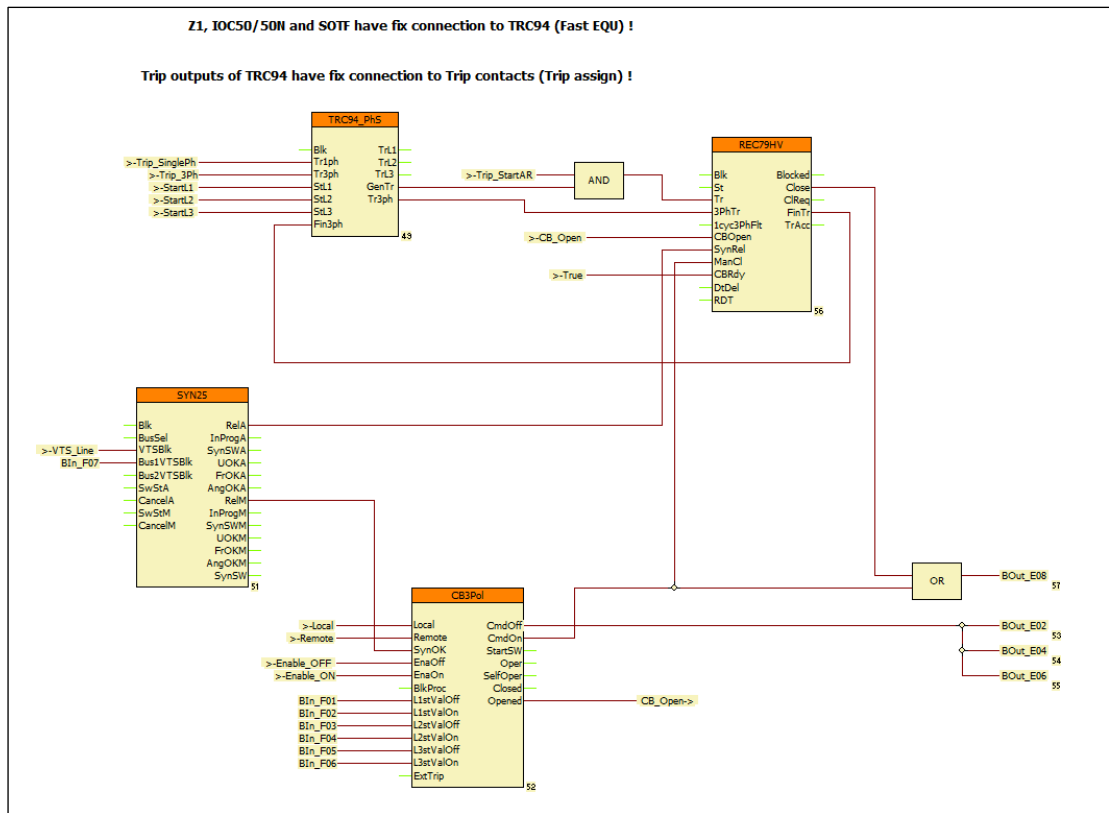 Z1, IOC50/50N and SOTF have fix connection to TRC94 (Fast EQU) !
Trip outputs of TRC94 have fix connection to Trip contacts (Trip assign) !
TRC94_PhS
Blk TrL1
>-Trip_SinglePh Tr1ph TrL2
>-Trip_3Ph Tr3ph TrL3
>-StartL1 StL1 GenTr
>-StartL2 StL2 Tr3ph
>-StartL3 StL3
Fin3ph
49
>-Trip_StartAR
AND
REC79HV
Blk Blocked
St Close
Tr ClReq
3PhTr FinTr
1cyc3PhFlt TrAcc
>-CB_Open CBOpen
SynRel
ManCl
>-True CBRdy
DtDel
RDT
56
SYN25
Blk RelA
BusSel InProgA
>-VTS_Line VTSBlk SynSWA
BIn_F07 Bus1VTSBlk UOKA
Bus2VTSBlk FrOKA
SwStA AngOKA
CancelA RelM
SwStM InProgM
CancelM SynSWM
UOKM
FrOKM
AngOKM
SynSW
51
CB3Pol
>-Local Local CmdOff
>-Remote Remote CmdOn
SynOK StartSW
>-Enable_OFF EnaOff Oper
>-Enable_ON EnaOn SelfOper
BlkProc Closed
BIn_F01 L1stValOff Opened CB_Open->
BIn_F02 L1stValOn
BIn_F03 L2stValOff
BIn_F04 L2stValOn
BIn_F05 L3stValOff
BIn_F06 L3stValOn
ExtTrip
52
OR
BOut_E08
57
BOut_E02
53
BOut_E04
54
BOut_E06
55